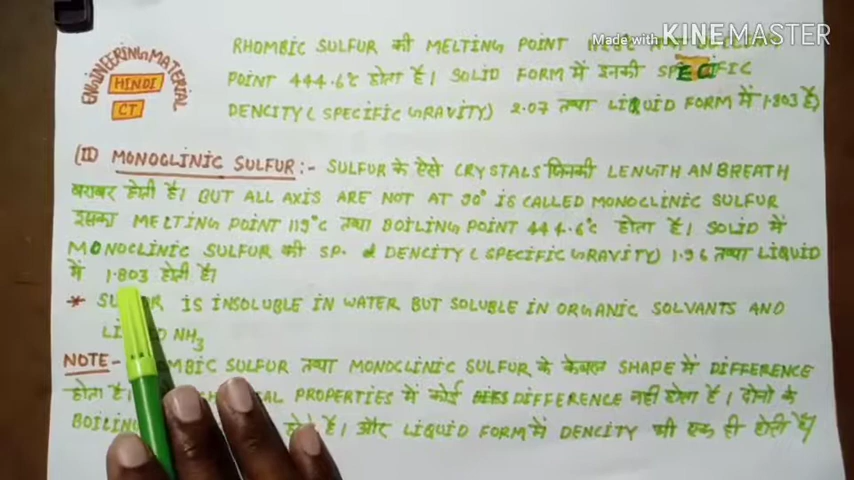 Made with KINEMASTER
ENGINEERING MATERIAL
HINDI
CT
RHOMBIC SULFUR की MELTING POINT
POINT 444.6°C होता है। SOLID FORM में इनकी SPECIFIC
DENCITY (SPECIFIC GRAVITY) 2.07 तथा LIQUID FORM में 1.803 है)
(II) MONOCLINIC SULFUR :- SULFUR के ऐसे CRYSTALS जिनकी LENGTH AN BREATH
बराबर होती है। BUT ALL AXIS ARE NOT AT 90° IS CALLED MONOCLINIC SULFUR
इसका MELTING POINT 119°C तथा BOILING POINT 444.6°C होता है। SOLID में
MONOCLINIC SULFUR की SP. DENCITY (SPECIFIC GRAVITY) 1.96 तथा LIQUID
में 1.803 होती है।
* IS INSOLUBLE IN WATER BUT SOLUBLE IN ORGANIC SOLVANTS AND
NH3
NOTE - SULFUR तथा MONOCLINIC SULFUR के केवल SHAPE में DIFFERENCE
होता है। PROPERTIES में कोई DIFFERENCE नहीं होता है। दोनो के
BOILING होते है। और LIQUID FORM में DENCITY भी एक ही होती है।